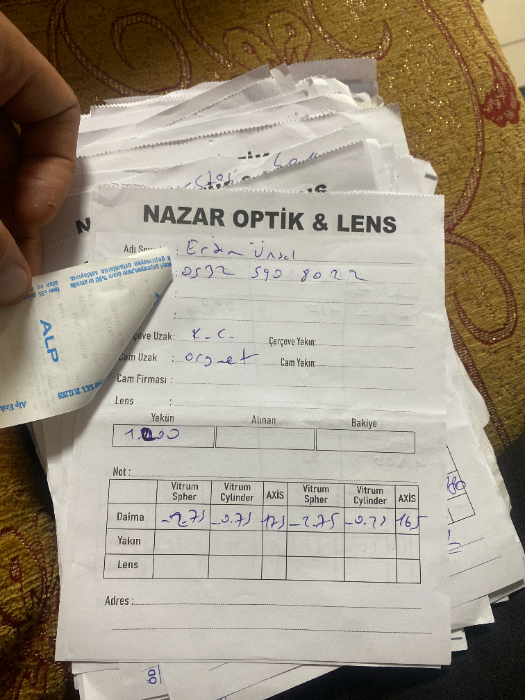 NAZAR OPTİK & LENS
Adı : Erdem Ünsel
: 0532 590 8022
:
Çerçeve Uzak: K.C. Çerçeve Yakın:
Cam Uzak : orgnet Cam Yakın:
Cam Firması :
Lens :
Yekün Alınan Bakiye
1.000
Not :
Vitrum Spher Vitrum Cylinder AXİS Vitrum Spher Vitrum Cylinder AXİS
Daima -2.75 -0.75 175 -2.75 -0.75 165
Yakın
Lens
Adres :
ALP